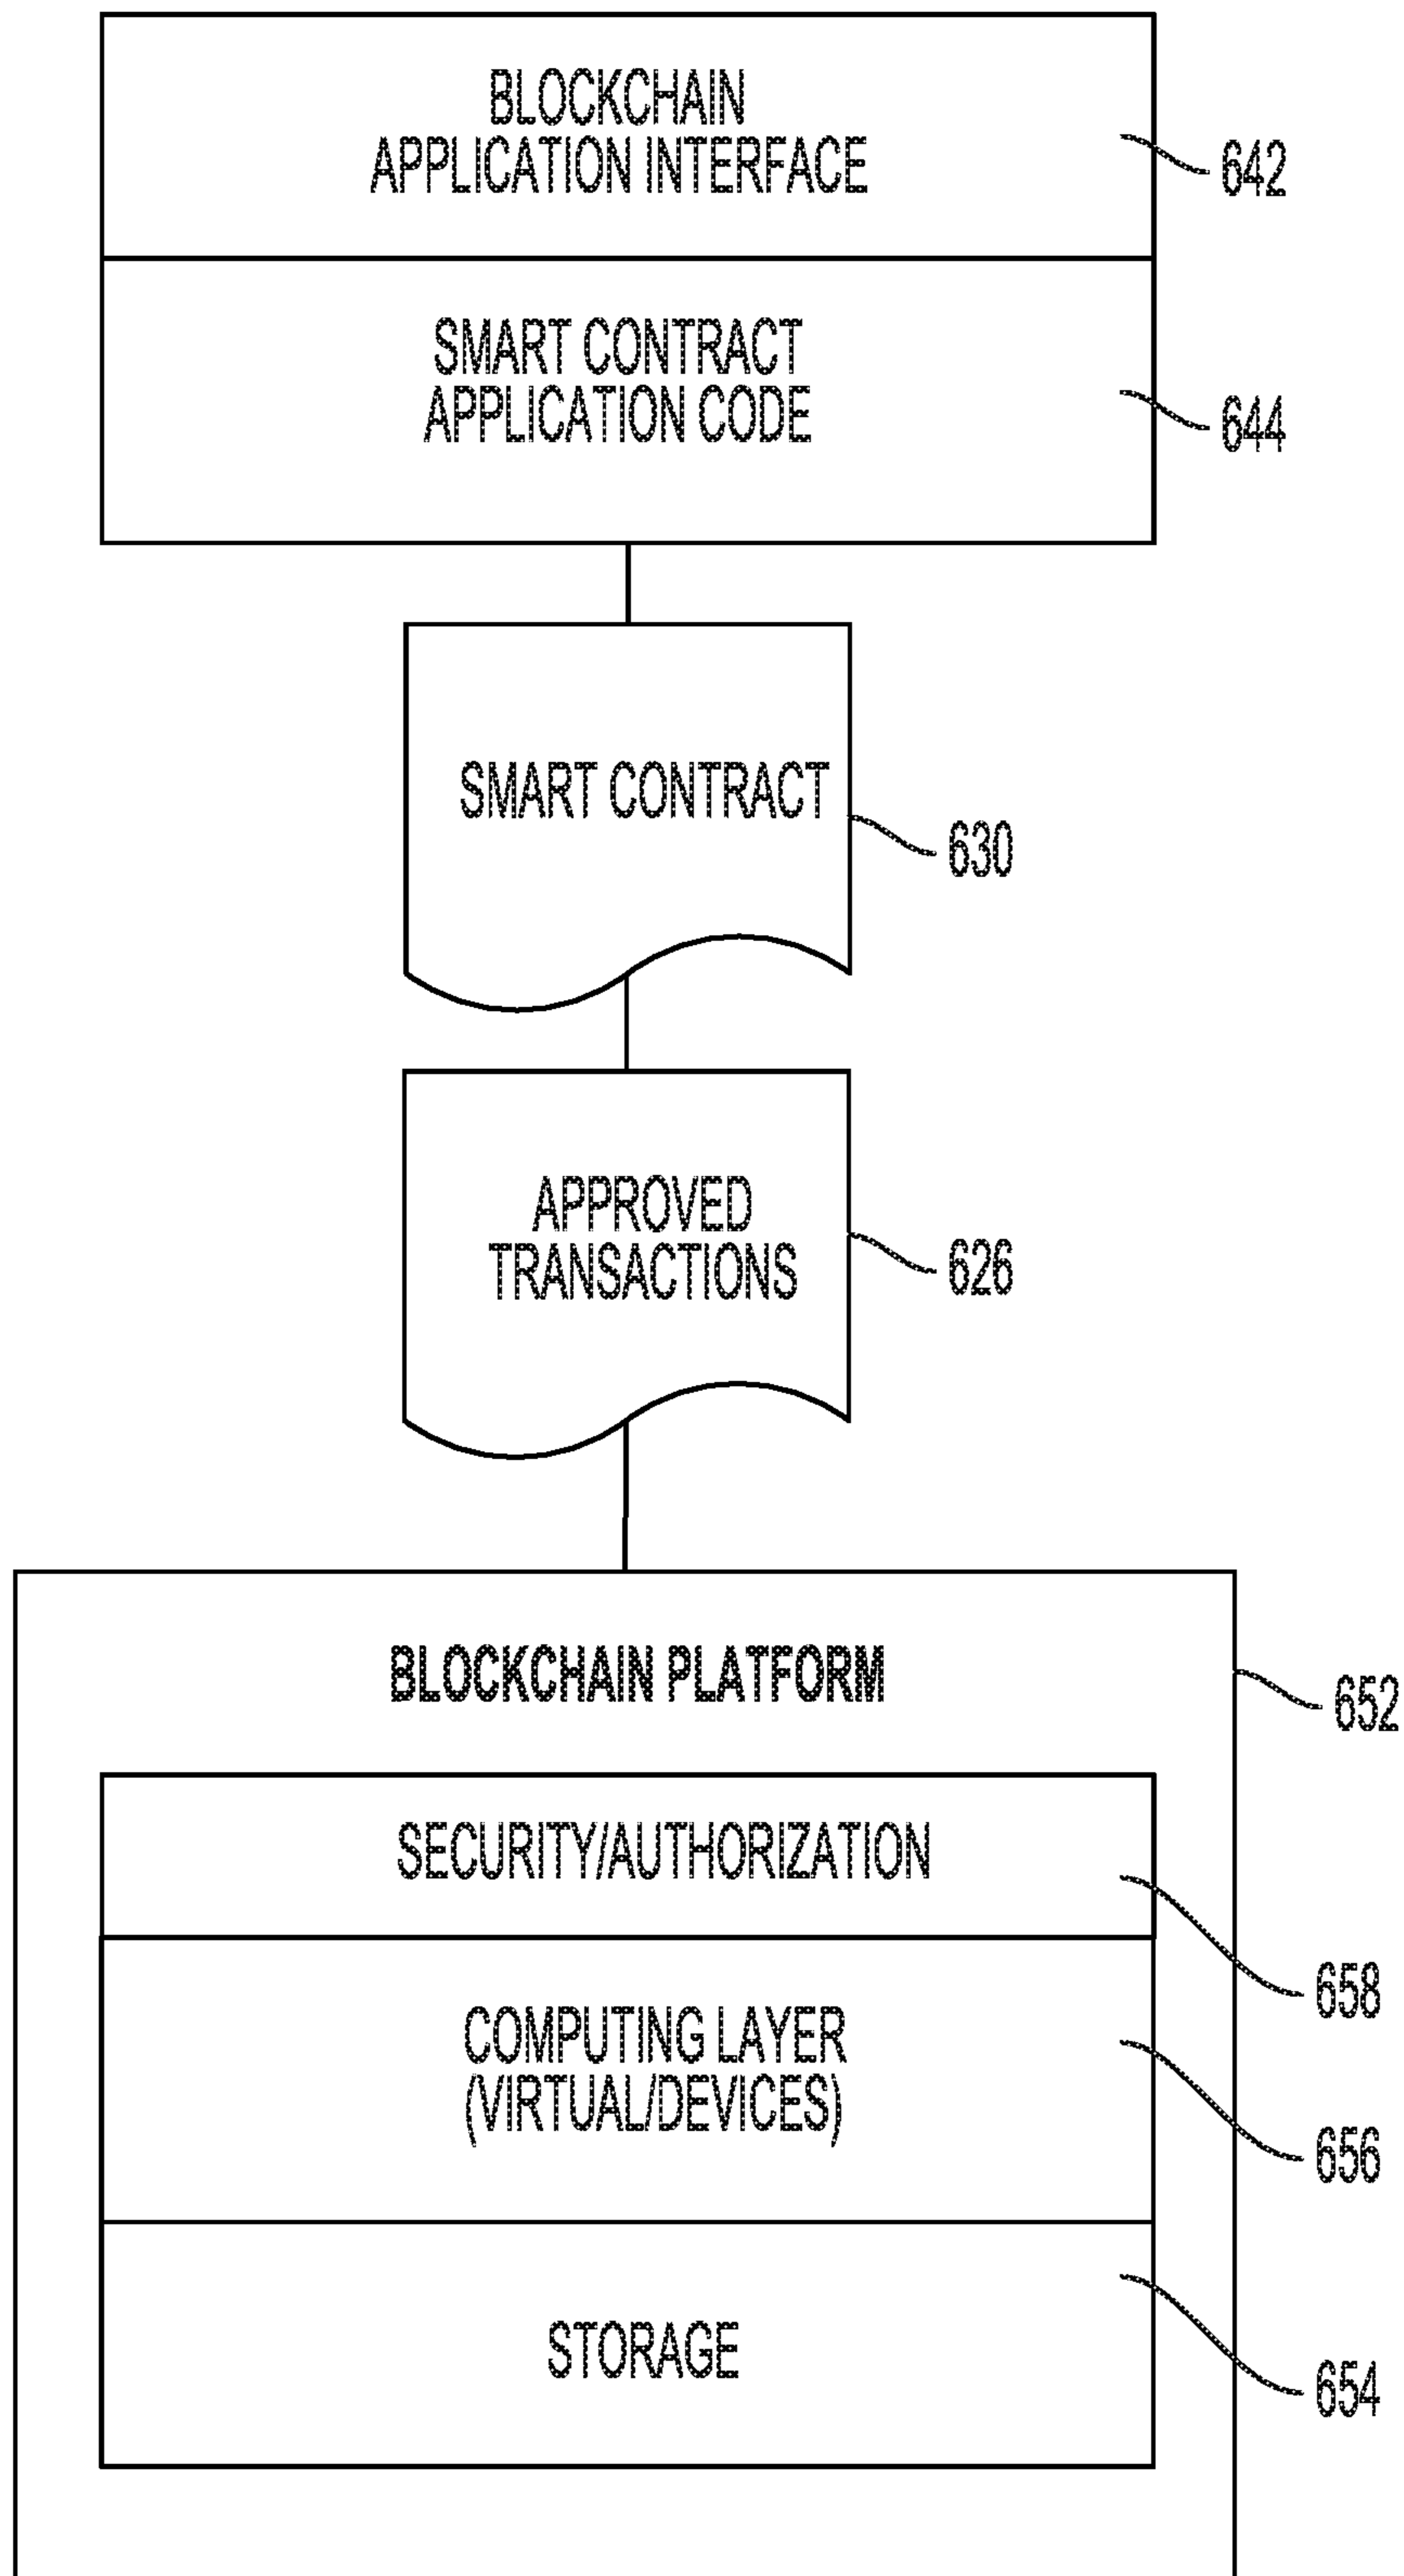 BLOCKCHAIN
APPLICATION INTERFACE
642
SMART CONTRACT
APPLICATION CODE
644
SMART CONTRACT
630
APPROVED
TRANSACTIONS
626
BLOCKCHAIN PLATFORM
652
SECURITY/AUTHORIZATION
658
COMPUTING LAYER
(VIRTUAL/DEVICES)
656
STORAGE
654